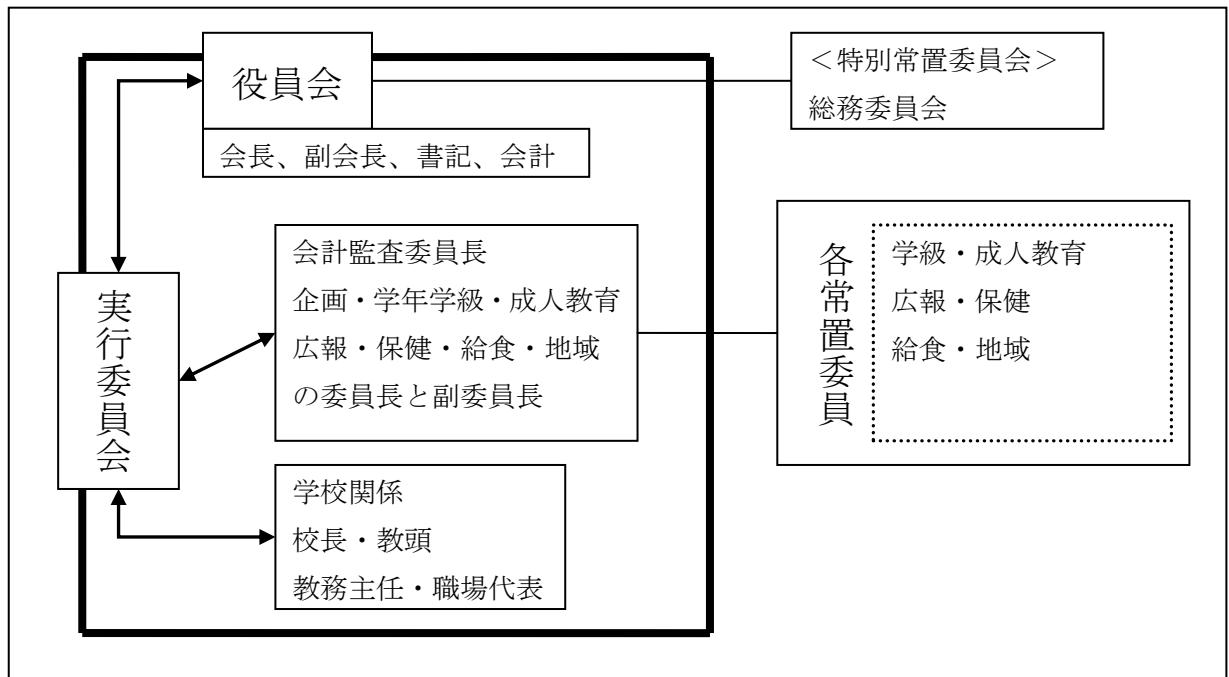 役員会
会長、副会長、書記、会計
＜特別常置委員会＞
総務委員会
実行委員会
会計監査委員長
企画・学年学級・成人教育
広報・保健・給食・地域
の委員長と副委員長
各常置委員
学級・成人教育
広報・保健
給食・地域
学校関係
校長・教頭
教務主任・職場代表